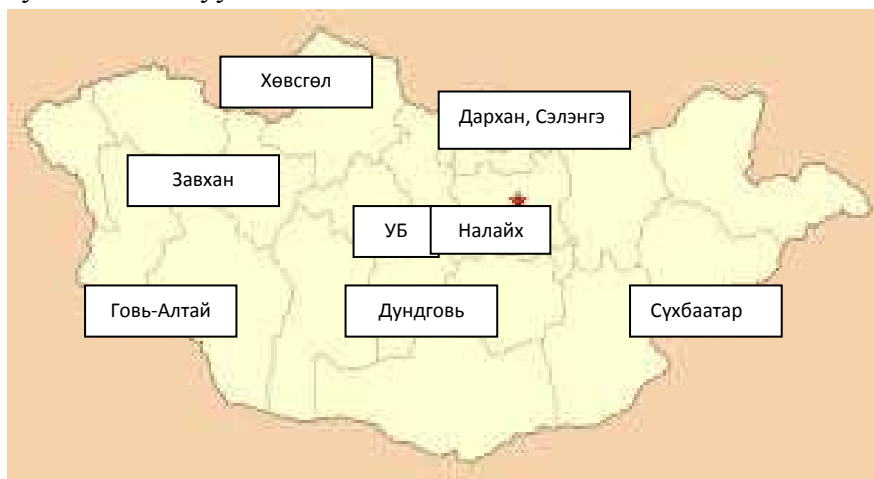 Хөвсгөл
Дархан, Сэлэнгэ
Завхан
УБ
Налайх
Говь-Алтай
Дундговь
Сүхбаатар